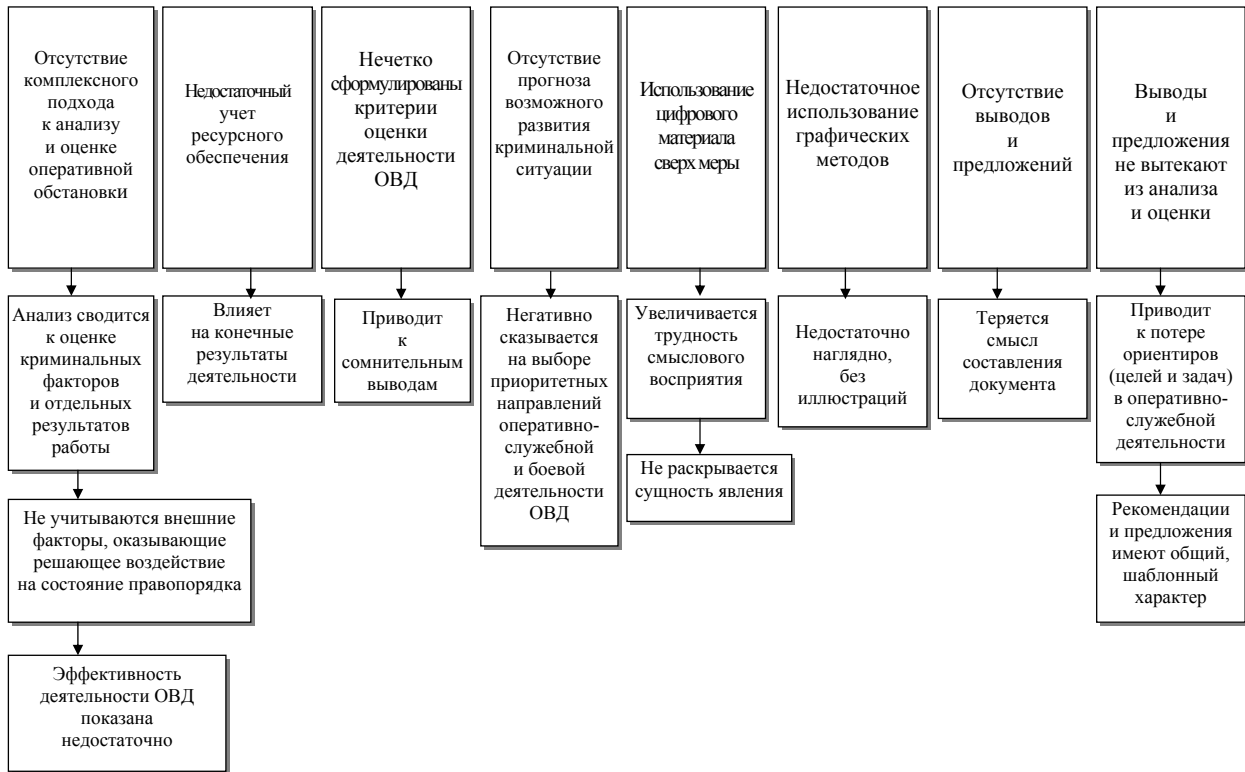 Отсутствие
комплексного
подхода
к анализу
и оценке
оперативной
обстановки
Недостаточный
учет
ресурсного
обеспечения
Нечетко
сформулированы
критерии
оценки
деятельности
ОВД
Отсутствие
прогноза
возможного
развития
криминальной
ситуации
Использование
цифрового
материала
сверх меры
Недостаточное
использование
графических
методов
Отсутствие
выводов
и
предложений
Выводы
и
предложения
не вытекают
из анализа
и оценки
Анализ сводится
к оценке
криминальных
факторов
и отдельных
результатов
работы
Влияет
на конечные
результаты
деятельности
Приводит
к
сомнительным
выводам
Негативно
сказывается
на выборе
приоритетных
направлений
оперативно-
служебной
и боевой
деятельности
ОВД
Увеличивается
трудность
смыслового
восприятия
Недостаточно
наглядно,
без
иллюстраций
Теряется
смысл
составления
документа
Приводит
к потере
ориентиров
(целей и задач)
в оперативно-
служебной
деятельности
Не раскрывается
сущность явления
Не учитываются внешние
факторы, оказывающие
решающее воздействие
на состояние правопорядка
Рекомендации
и предложения
имеют общий,
шаблонный
характер
Эффективность
деятельности ОВД
показана
недостаточно